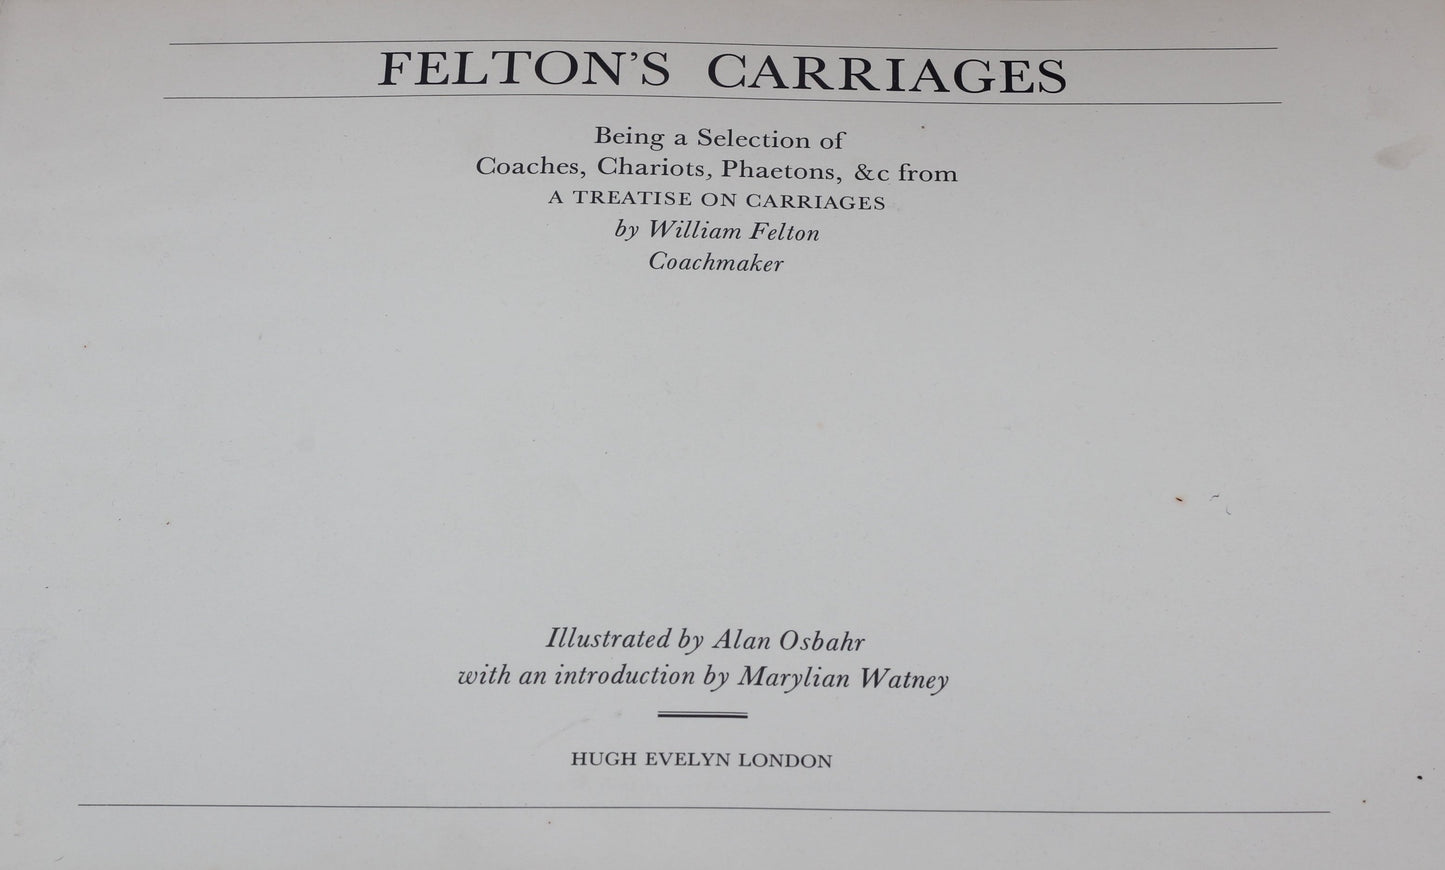 FELTON'S CARRIAGES
Being a Selection of
Coaches, Chariots, Phaetons, &c from
A TREATISE ON CARRIAGES
by William Felton
Coachmaker
Illustrated by Alan Osbahr
with an introduction by Marylian Watney
HUGH EVELYN LONDON